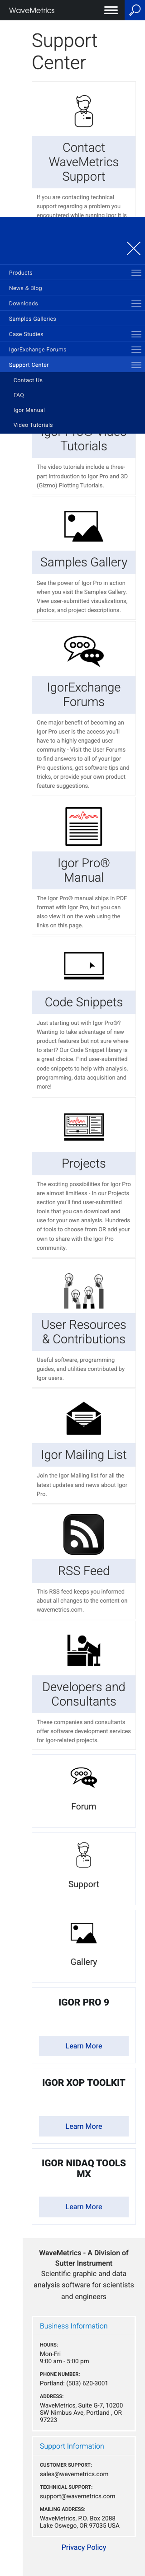 WaveMetrics
Support
Center
Contact
WaveMetrics
Support
If you are contacting technical
support regarding a problem you
encountered while running Igor it is
Products
News & Blog
Downloads
Samples Galleries
Case Studies
IgorExchange Forums
Support Center
Contact Us
FAQ
Igor Manual
Video Tutorials
Igor Pro® Video
Tutorials
The video tutorials include a three-
part Introduction to Igor Pro and 3D
(Gizmo) Plotting Tutorials.
Samples Gallery
See the power of Igor Pro in action
when you visit the Samples Gallery.
View user-submitted visualizations,
photos, and project descriptions.
IgorExchange
Forums
One major benefit of becoming an
Igor Pro user is the access you'll
have to a highly engaged user
community - Visit the User Forums
to find answers to all of your Igor
Pro questions, get software tips and
tricks, or provide your own product
feature suggestions.
Igor Pro®
Manual
The Igor Pro® manual ships in PDF
format with Igor Pro, but you can
also view it on the web using the
links on this page.
Code Snippets
Just starting out with Igor Pro®?
Wanting to take advantage of new
product features but not sure where
to start? Our Code Snippet library is
a great choice. Find user-submitted
code snippets to help with analysis,
programming, data acquisition and
more!
Projects
The exciting possibilities for Igor Pro
are almost limitless - In our Projects
section you'll find user-submitted
tools that you can download and
use for your own analysis. Hundreds
of tools to choose from OR add your
own to share with the Igor Pro
community.
User Resources
& Contributions
Useful software, programming
guides, and utilities contributed by
Igor users.
Igor Mailing List
Join the Igor Mailing list for all the
latest updates and news about Igor
Pro.
RSS Feed
This RSS feed keeps you informed
about all changes to the content on
wavemetrics.com.
Developers and
Consultants
These companies and consultants
offer software development services
for Igor-related projects.
Forum
Support
Gallery
IGOR PRO 9
Learn More
IGOR XOP TOOLKIT
Learn More
IGOR NIDAQ TOOLS
MX
Learn More
WaveMetrics - A Division of
Sutter Instrument
Scientific graphic and data
analysis software for scientists
and engineers
Business Information
HOURS:
Mon-Fri
9:00 am - 5:00 pm
PHONE NUMBER:
Portland: (503) 620-3001
ADDRESS:
WaveMetrics, Suite G-7, 10200
SW Nimbus Ave, Portland , OR
97223
Support Information
CUSTOMER SUPPORT:
sales@wavemetrics.com
TECHNICAL SUPPORT:
support@wavemetrics.com
MAILING ADDRESS:
WaveMetrics, P.O. Box 2088
Lake Oswego, OR 97035 USA
Privacy Policy